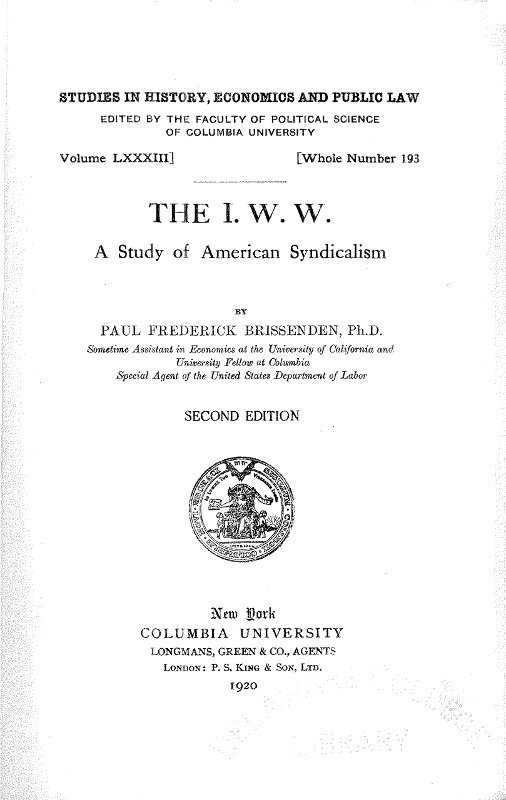 STUDIES IN HISTORY, ECONOMICS AND PUBLIC LAW
EDITED BY THE FACULTY OF POLITICAL SCIENCE
OF COLUMBIA UNIVERSITY
Volume LXXXIII] [Whole Number 193
THE I. W. W.
A Study of American Syndicalism
BY
PAUL FREDERICK BRISSENDEN, Ph.D.
Sometime Assistant in Economics at the University of California and
University Fellow at Columbia
Special Agent of the United States Department of Labor
SECOND EDITION
New York
COLUMBIA UNIVERSITY
LONGMANS, GREEN & CO., AGENTS
LONDON: P. S. KING & SON, LTD.
1920
LIBRARY